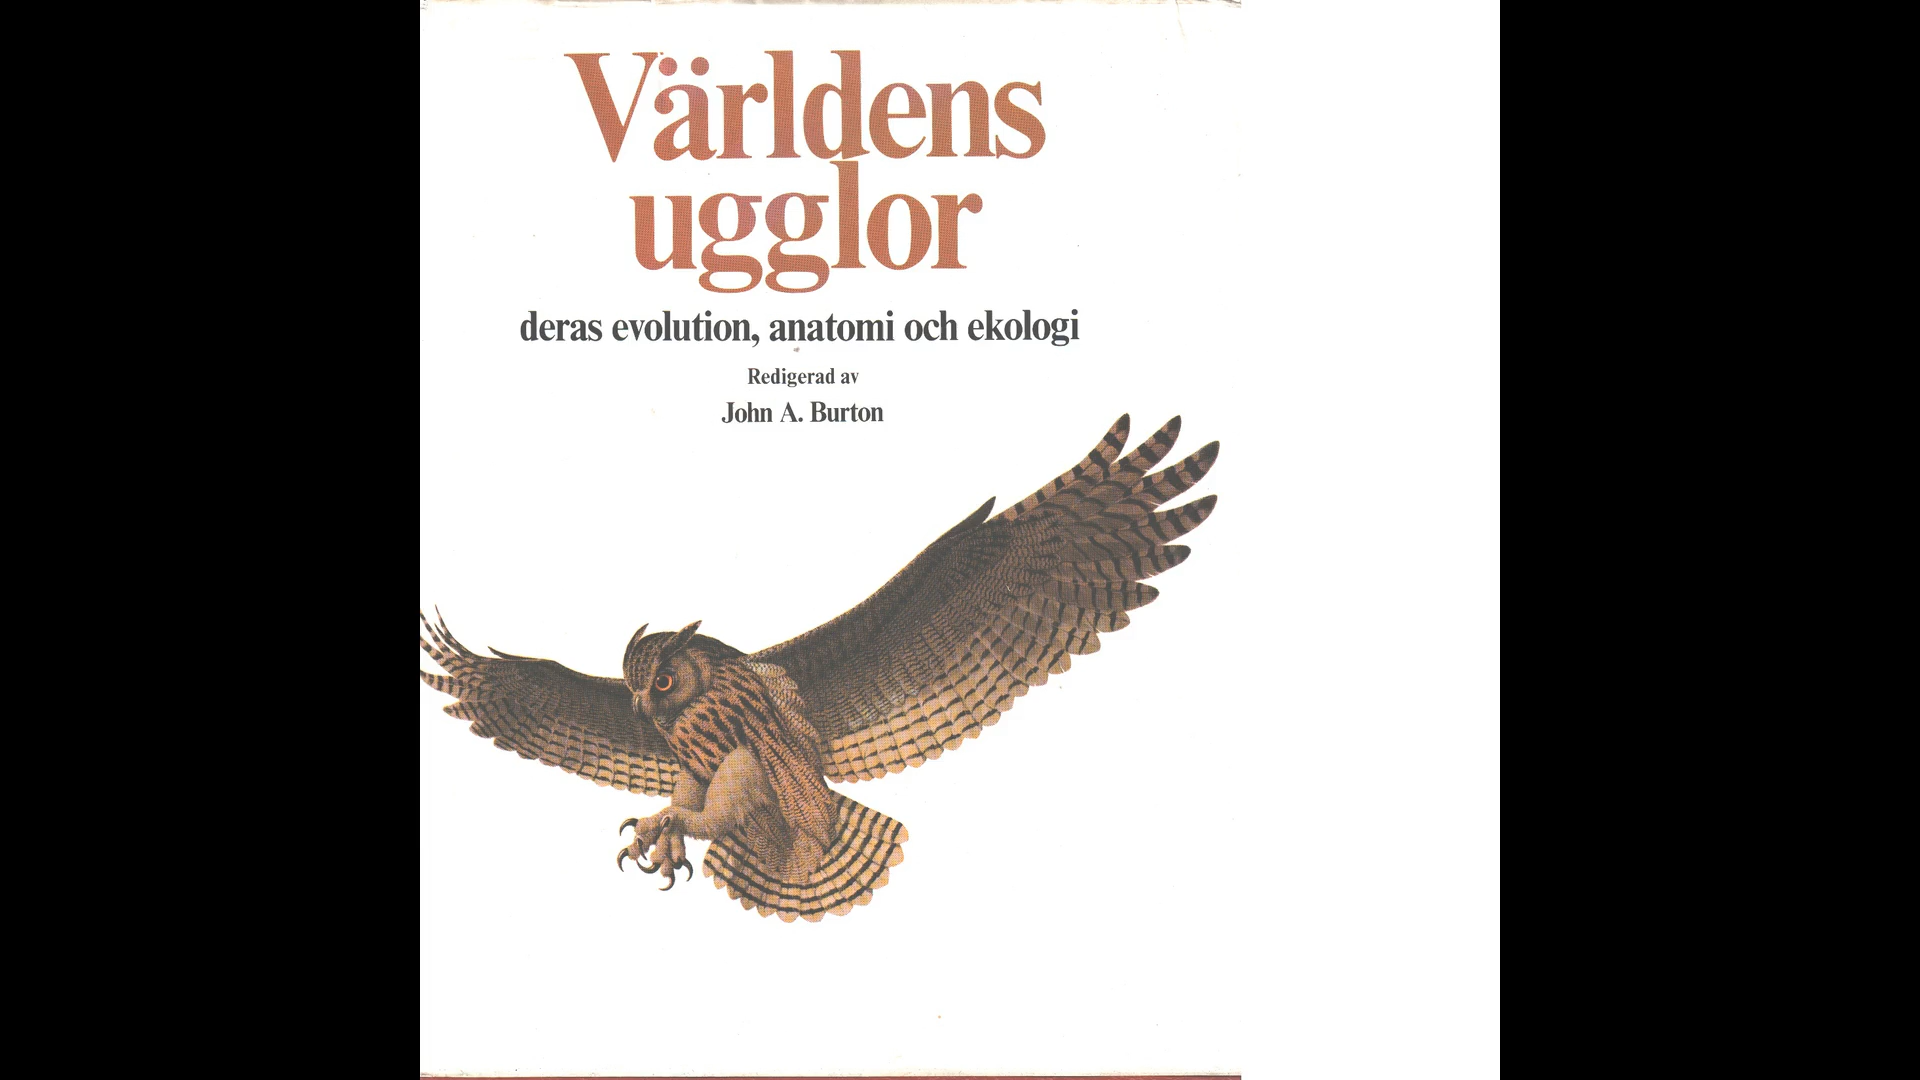 Världens
ugglor
deras evolution, anatomi och ekologi
Redigerad av
John A. Burton